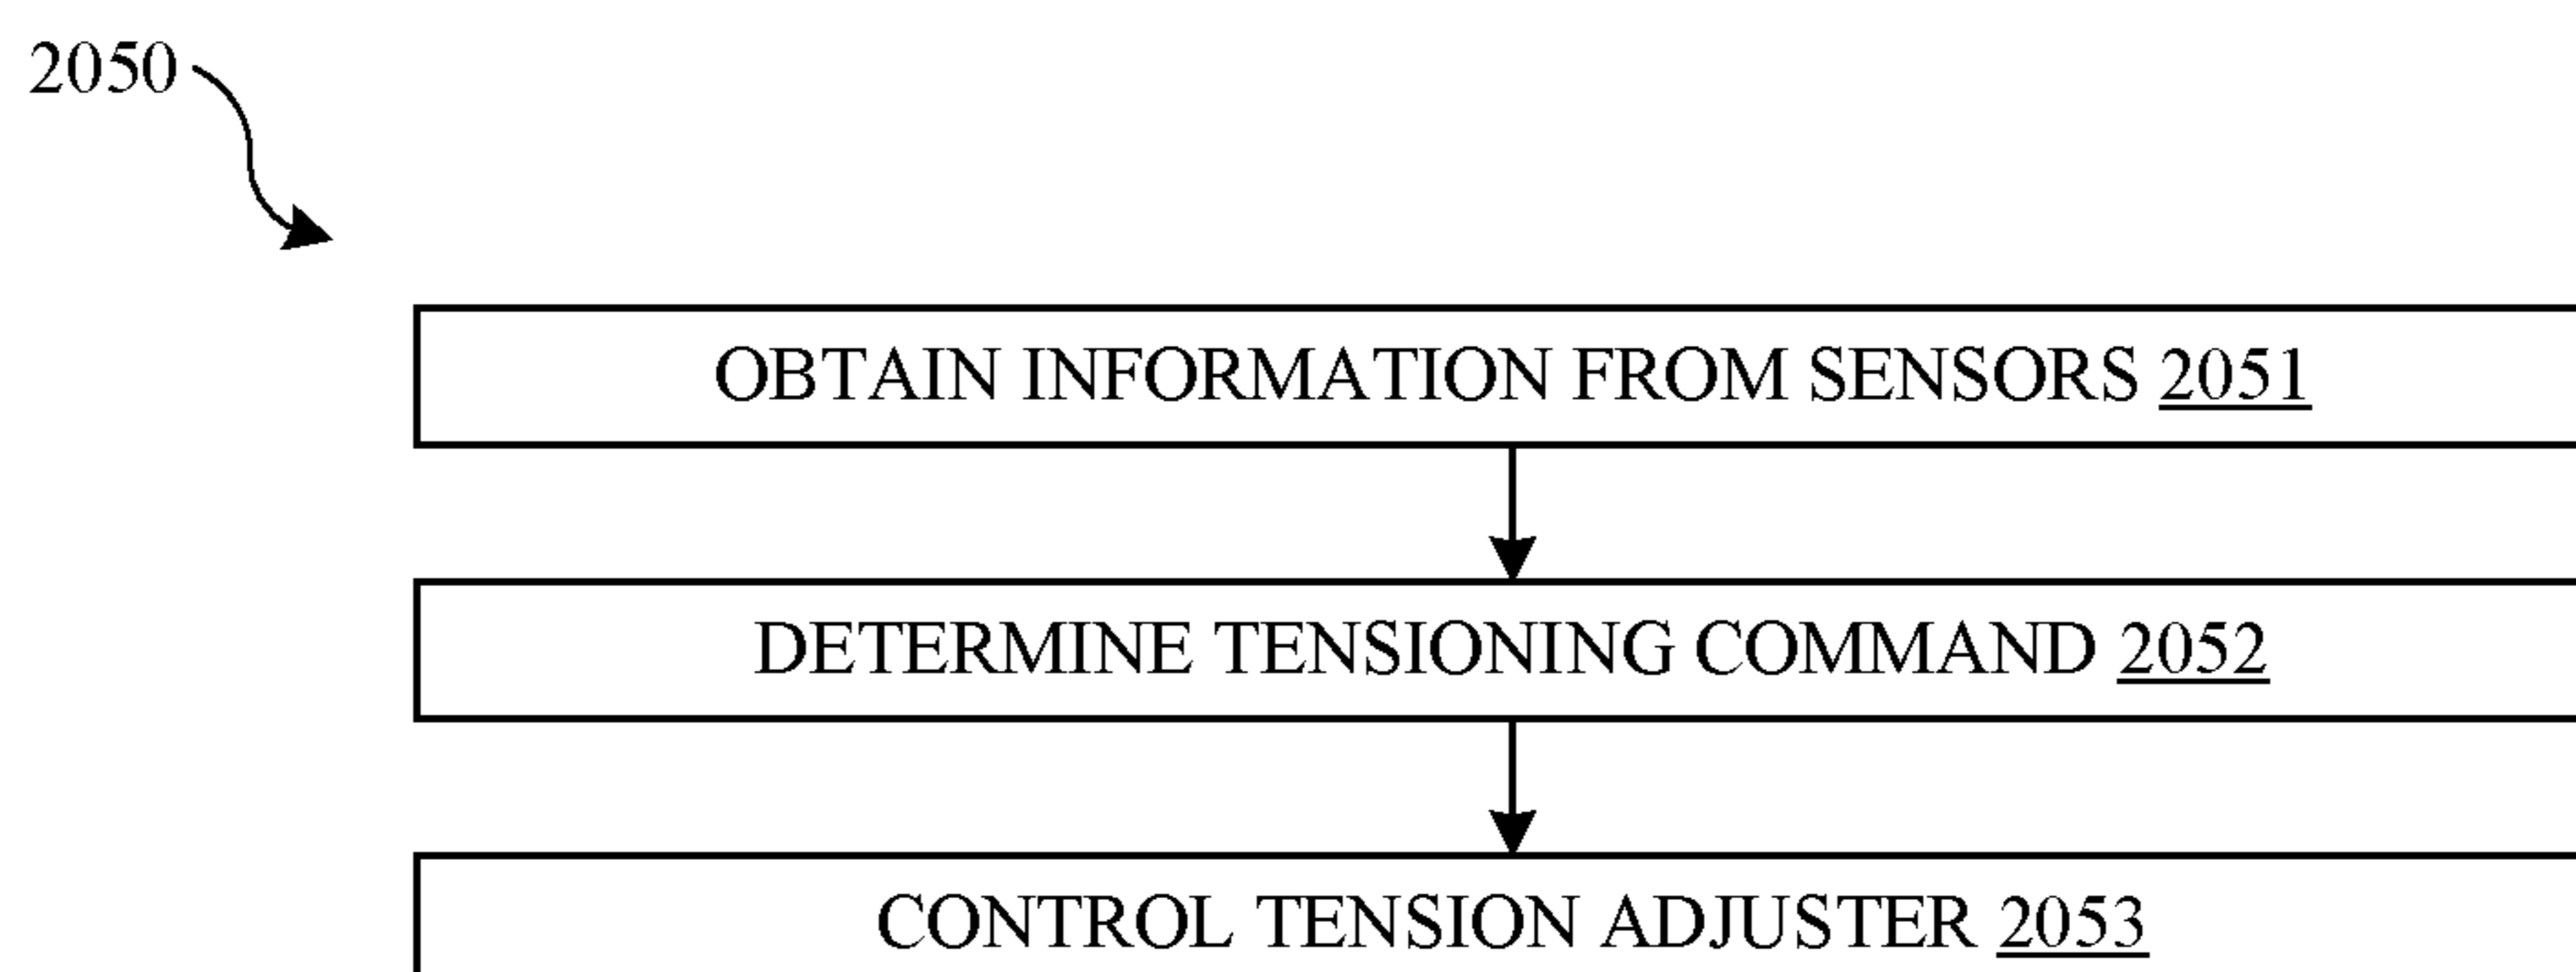 2050
OBTAIN INFORMATION FROM SENSORS 2051
DETERMINE TENSIONING COMMAND 2052
CONTROL TENSION ADJUSTER 2053